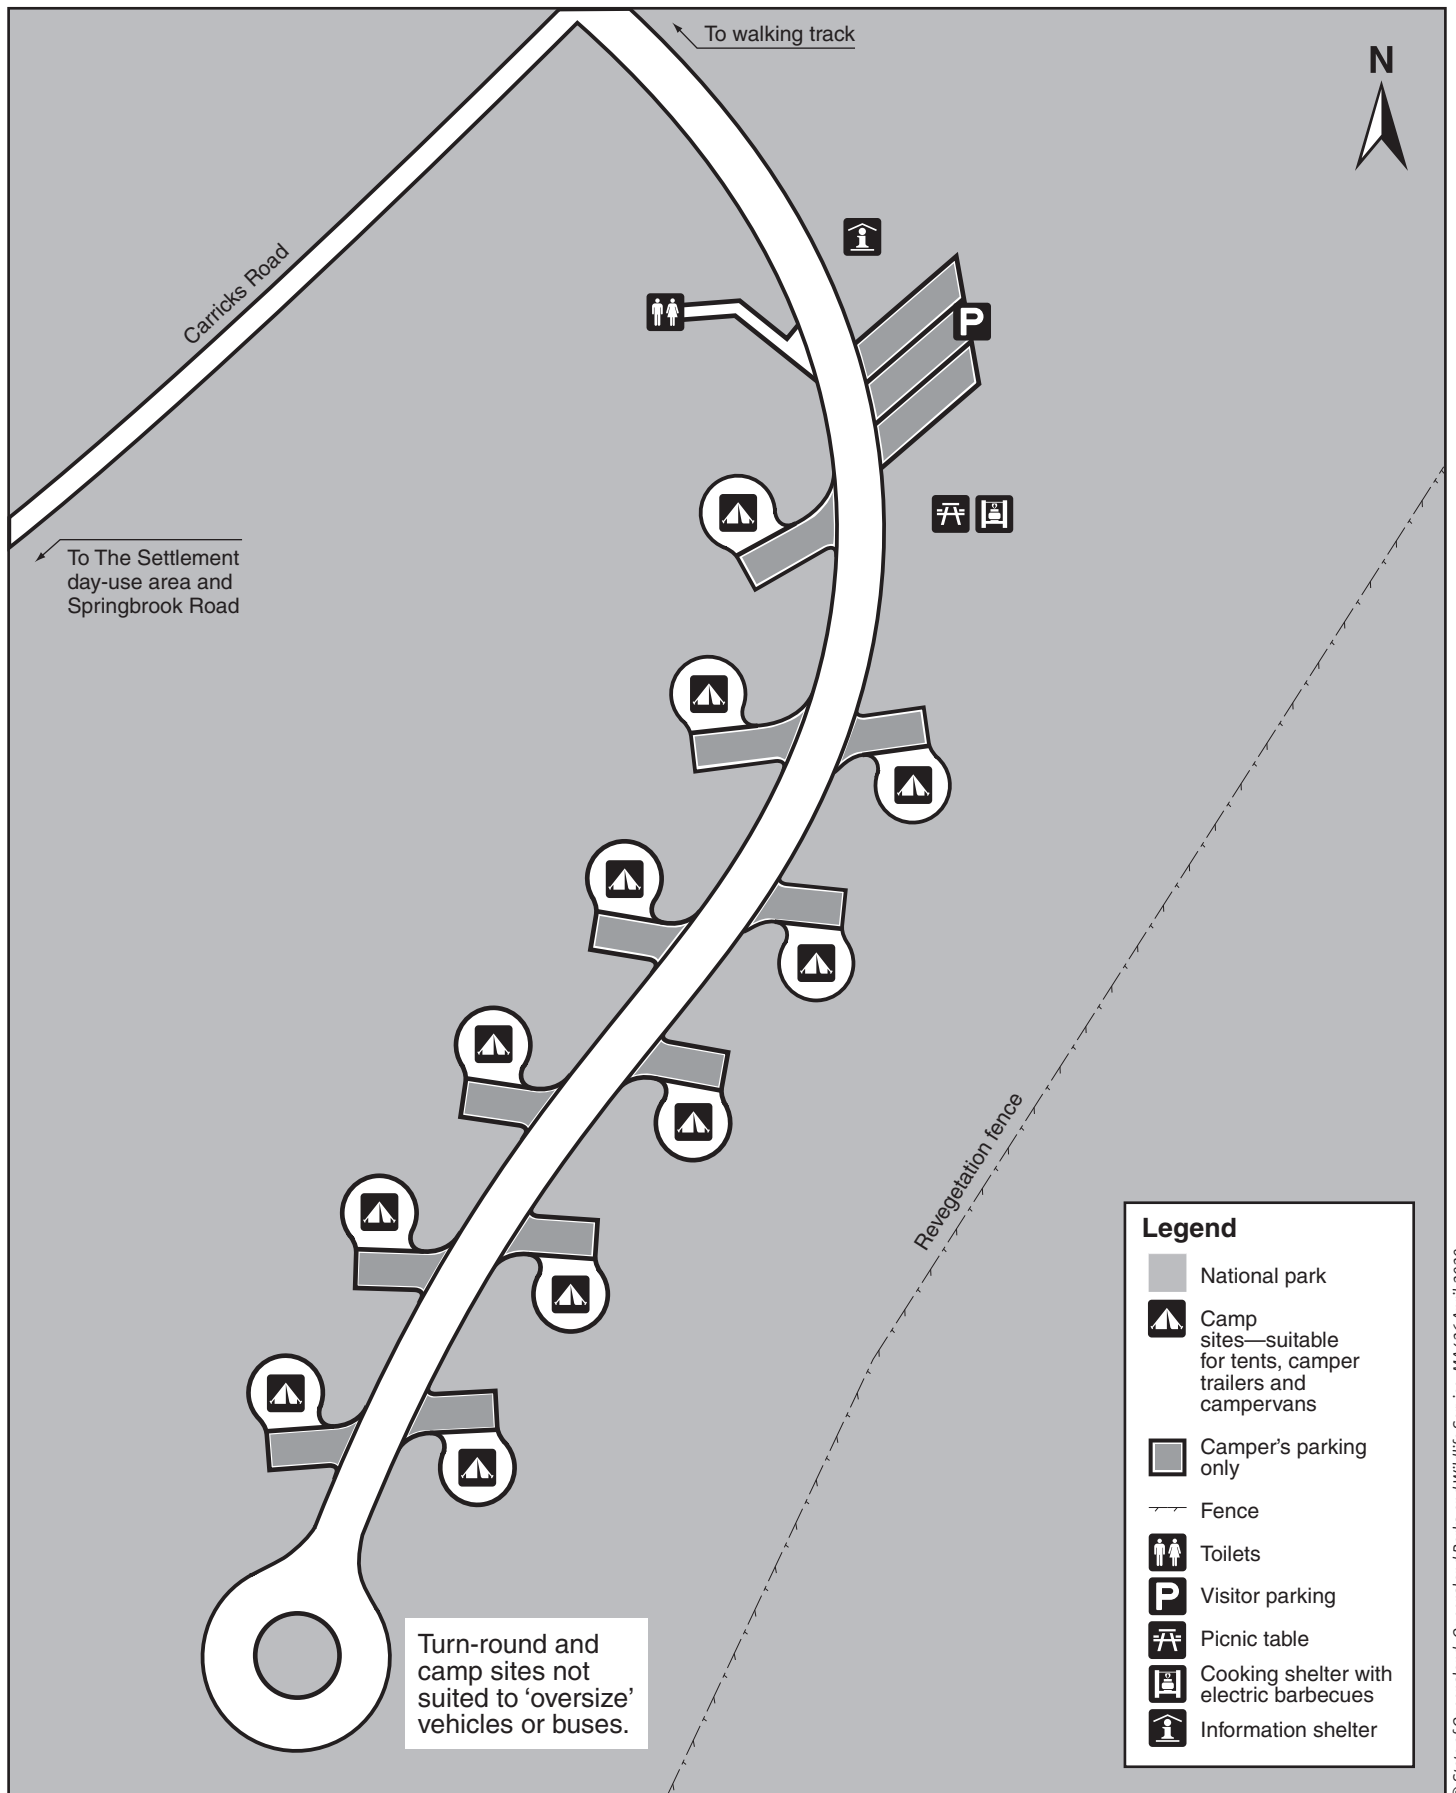 To walking track
N
Carricks Road
To The Settlement
day-use area and
Springbrook Road
P
Revegetation fence
Legend
National park
Camp
sites—suitable
for tents, camper
trailers and
campervans
Camper's parking
only
Fence
Toilets
P
Visitor parking
Picnic table
Cooking shelter with
electric barbecues
Information shelter
Turn-round and
camp sites not
suited to ‘oversize’
vehicles or buses.